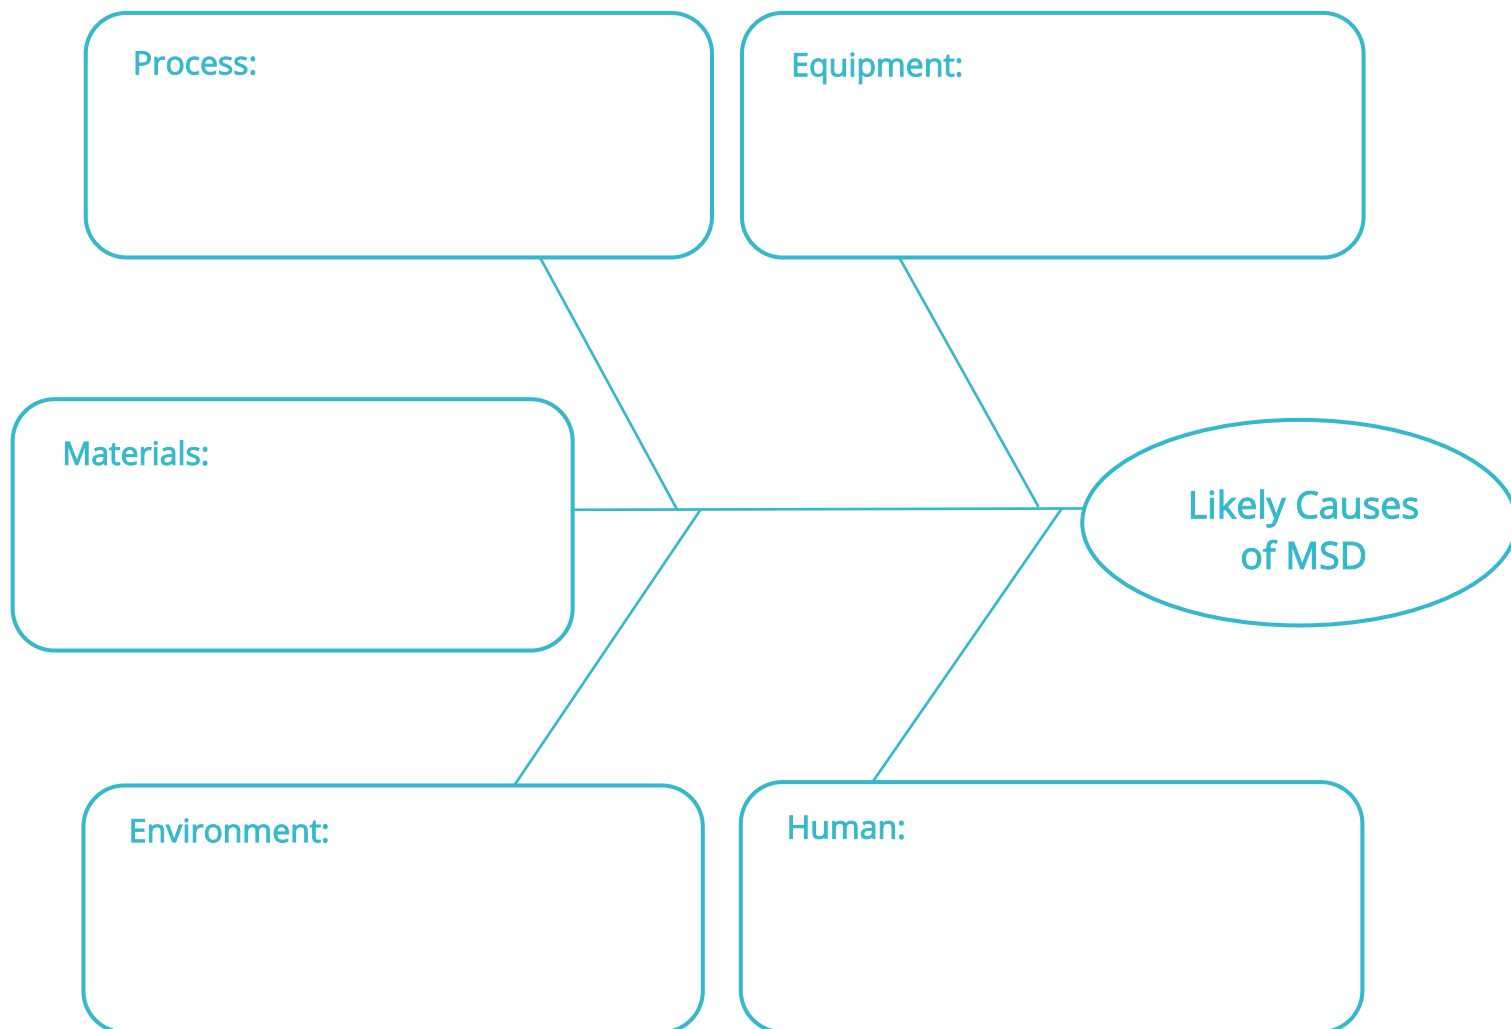 Process:
Equipment:
Materials:
Likely Causes
of MSD
Environment:
Human: